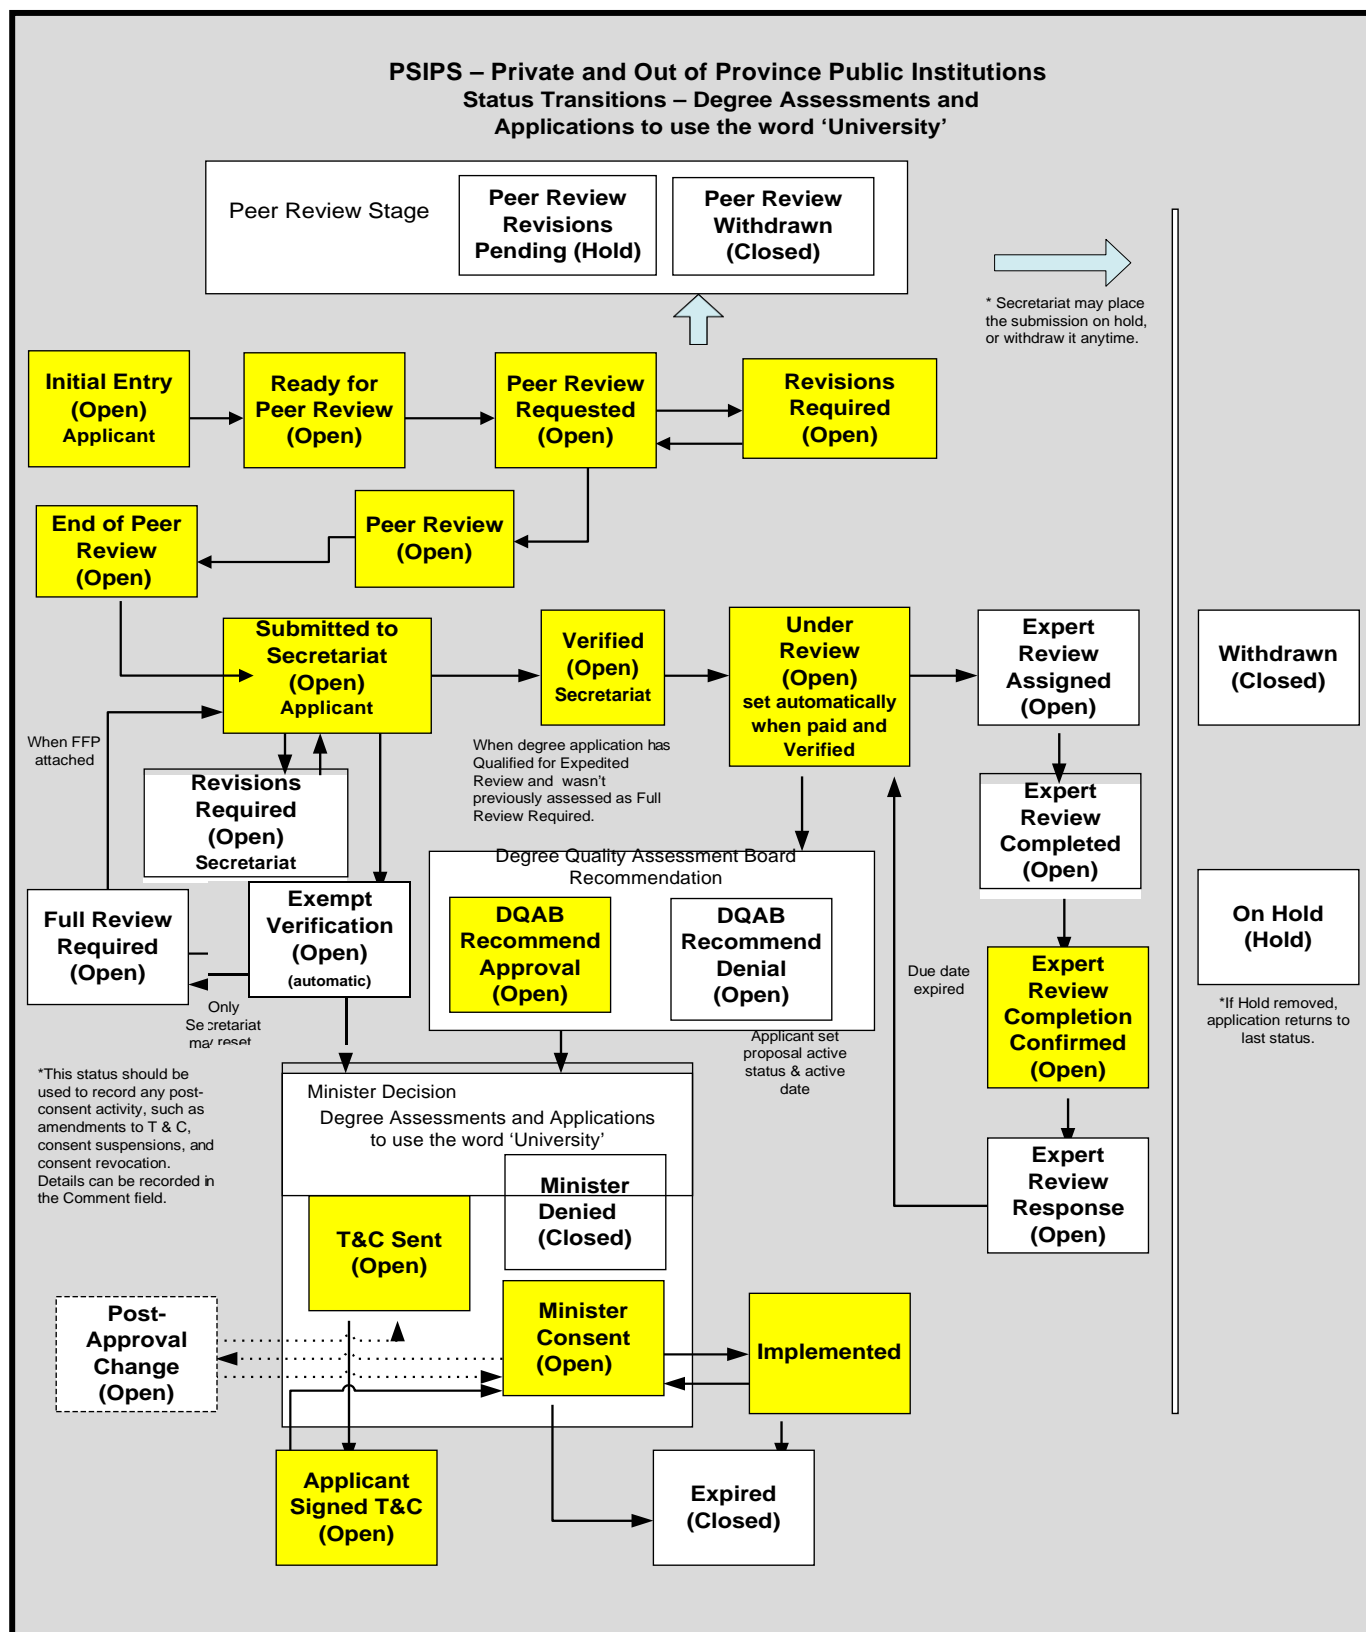 PSIPS – Private and Out of Province Public Institutions
Status Transitions – Degree Assessments and
Applications to use the word ‘University’
Peer Review Stage
Peer Review
Revisions
Pending (Hold)
Peer Review
Withdrawn
(Closed)
* Secretariat may place
the submission on hold,
or withdraw it anytime.
Initial Entry
(Open)
Applicant
Ready for
Peer Review
(Open)
Peer Review
Requested
(Open)
Revisions
Required
(Open)
End of Peer
Review
(Open)
Peer Review
(Open)
Submitted to
Secretariat
(Open)
Applicant
Verified
(Open)
Secretariat
Under
Review
(Open)
set automatically
when paid and
Verified
Expert
Review
Assigned
(Open)
Withdrawn
(Closed)
When FFP
attached
When degree application has
Qualified for Expedited
Review and wasn’t
previously assessed as Full
Review Required.
Revisions
Required
(Open)
Secretariat
Expert
Review
Completed
(Open)
Degree Quality Assessment Board
Recommendation
Full Review
Required
(Open)
Exempt
Verification
(Open)
(automatic)
DQAB
Recommend
Approval
(Open)
DQAB
Recommend
Denial
(Open)
On Hold
(Hold)
Due date
expired
Expert
Review
Completion
Confirmed
(Open)
*If Hold removed,
application returns to
last status.
Only
Secretariat
may reset
Applicant set
proposal active
status & active
date
*This status should be
used to record any post-
consent activity, such as
amendments to T & C,
consent suspensions, and
consent revocation.
Details can be recorded in
the Comment field.
Minister Decision
Degree Assessments and Applications
to use the word ‘University’
Minister
Denied
(Closed)
Expert
Review
Response
(Open)
T&C Sent
(Open)
Post-
Approval
Change
(Open)
Minister
Consent
(Open)
Implemented
Applicant
Signed T&C
(Open)
Expired
(Closed)